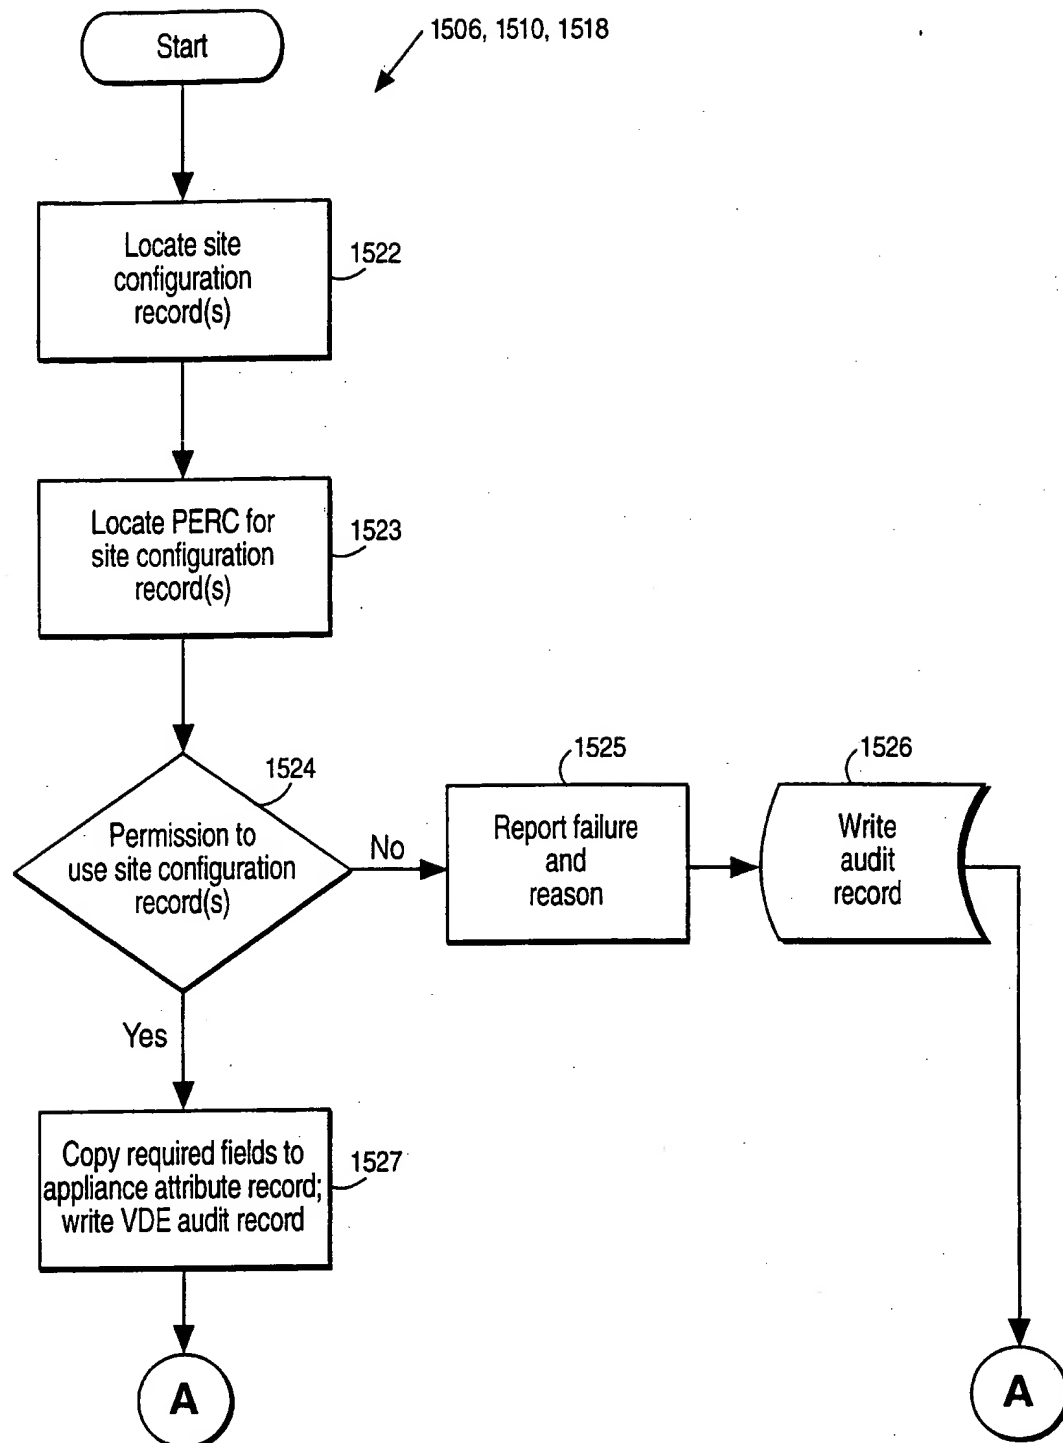 Start
1506, 1510, 1518
Locate site
configuration
record(s)
1522
Locate PERC for
site configuration
record(s)
1523
Permission to
use site configuration
record(s)
1524
No
Report failure
and
reason
1525
Write
audit
record
1526
Yes
Copy required fields to
appliance attribute record;
write VDE audit record
1527
A
A